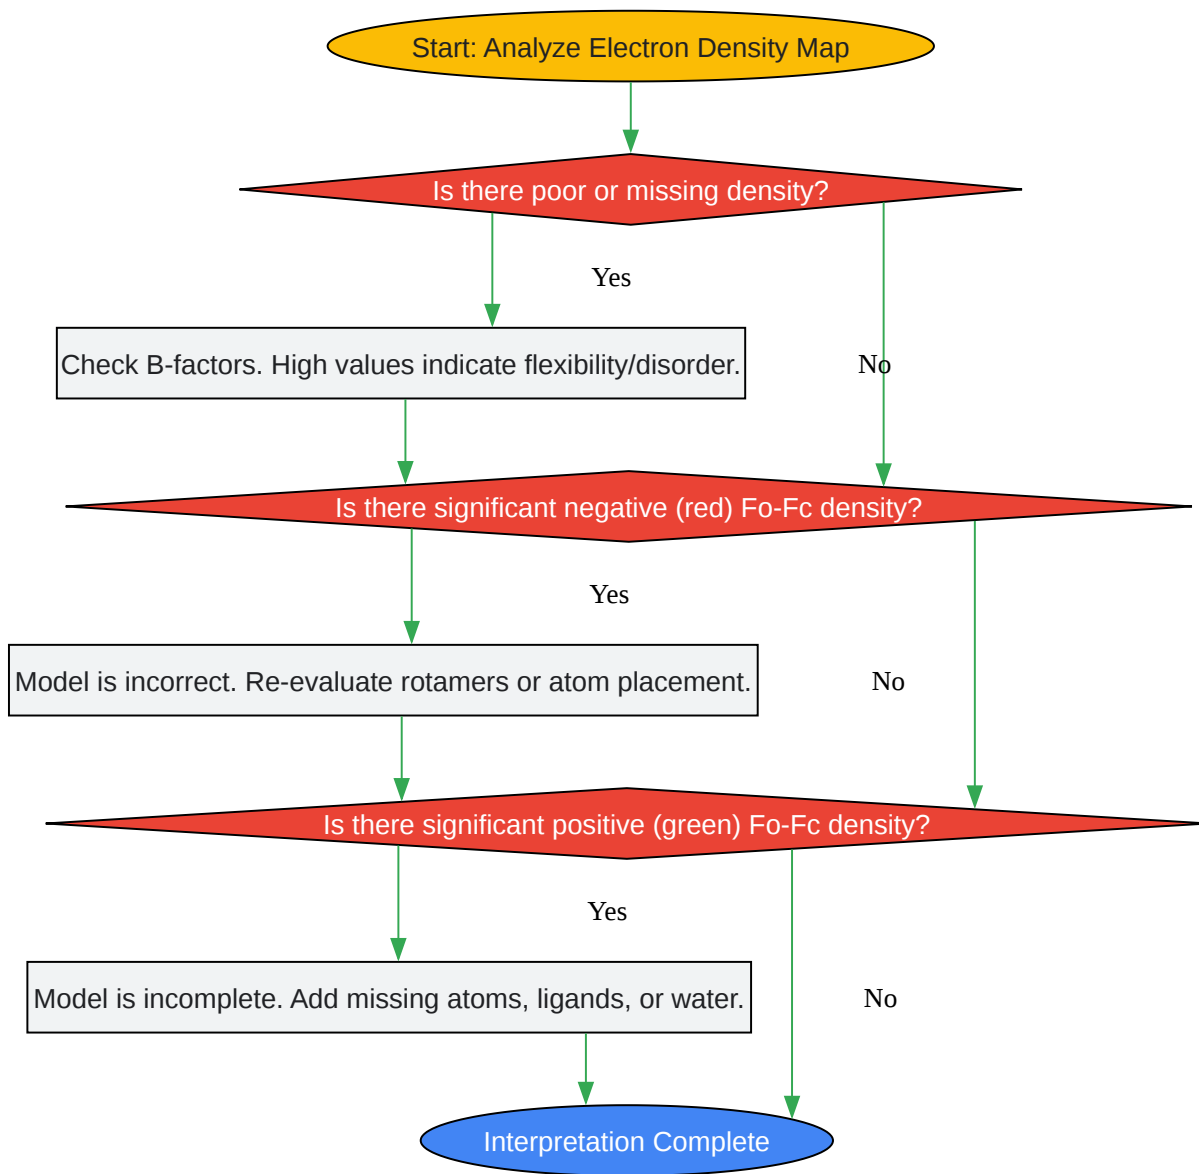 Start: Analyze Electron Density Map
Is there poor or missing density?
Yes
Check B-factors. High values indicate flexibility/disorder.
No
Is there significant negative (red) Fo-Fc density?
Yes
Model is incorrect. Re-evaluate rotamers or atom placement.
No
Is there significant positive (green) Fo-Fc density?
Yes
Model is incomplete. Add missing atoms, ligands, or water.
No
Interpretation Complete